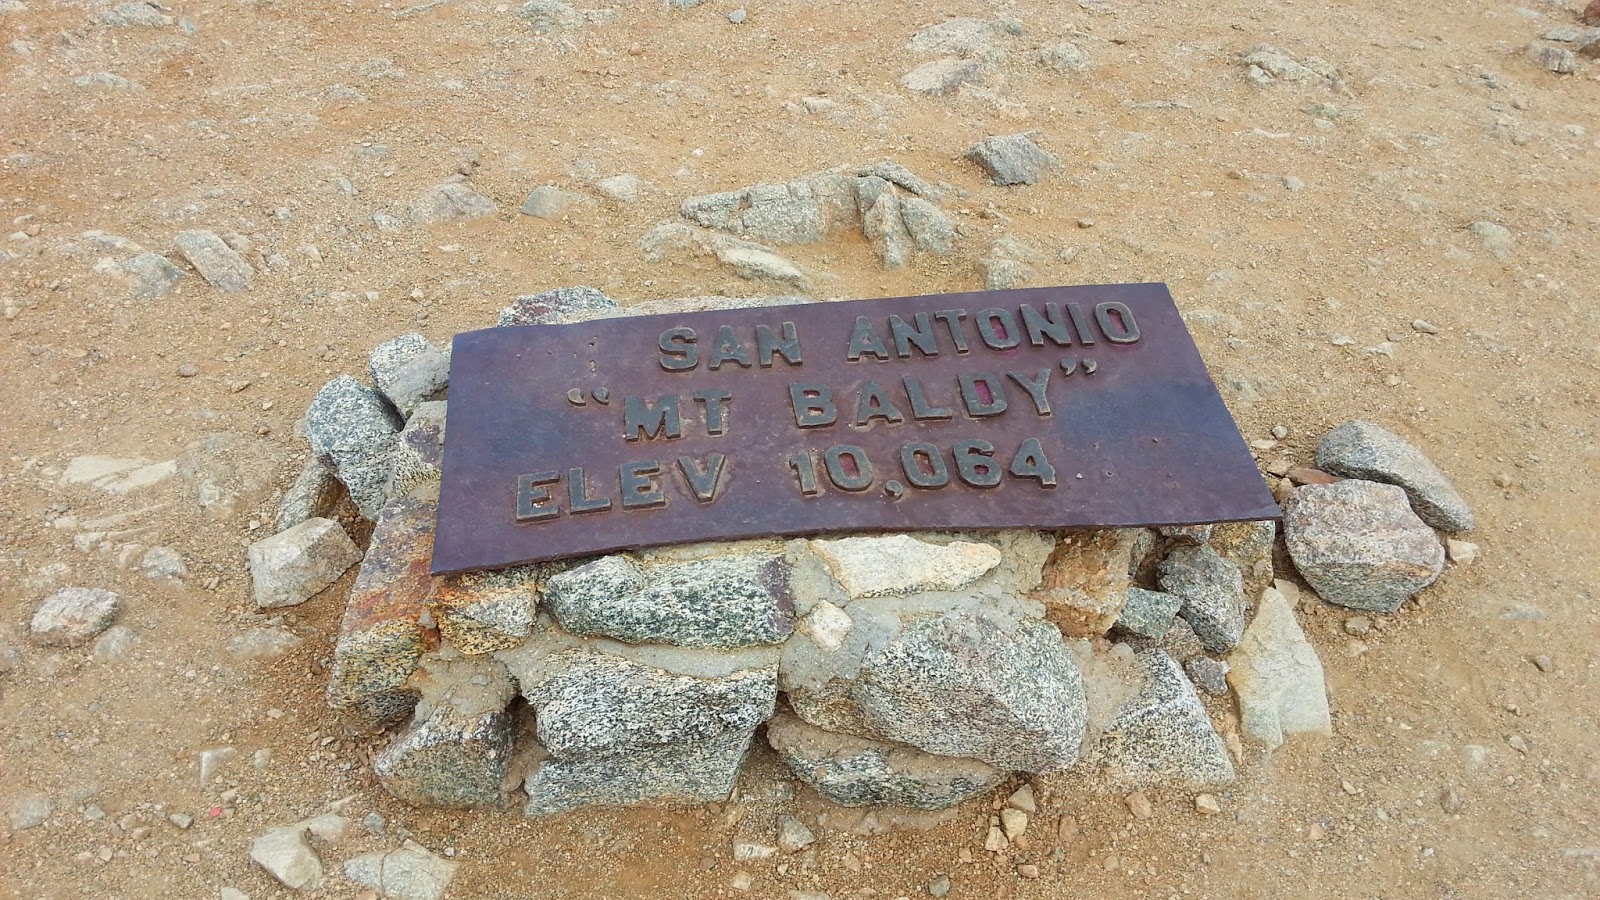 SAN ANTONIO
“MT BALDY”
ELEV 10,064